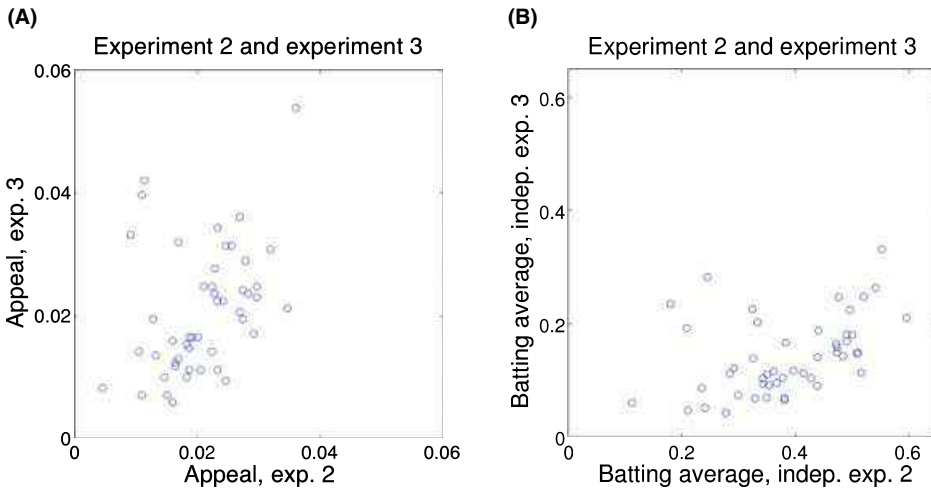 (A)
Experiment 2 and experiment 3
0.06
0.04
0.02
0
Appeal, exp. 3
0 0.02 0.04 0.06
Appeal, exp. 2
(B)
Experiment 2 and experiment 3
0.6
0.4
0.2
0
Batting average, indep. exp. 3
0 0.2 0.4 0.6
Batting average, indep. exp. 2